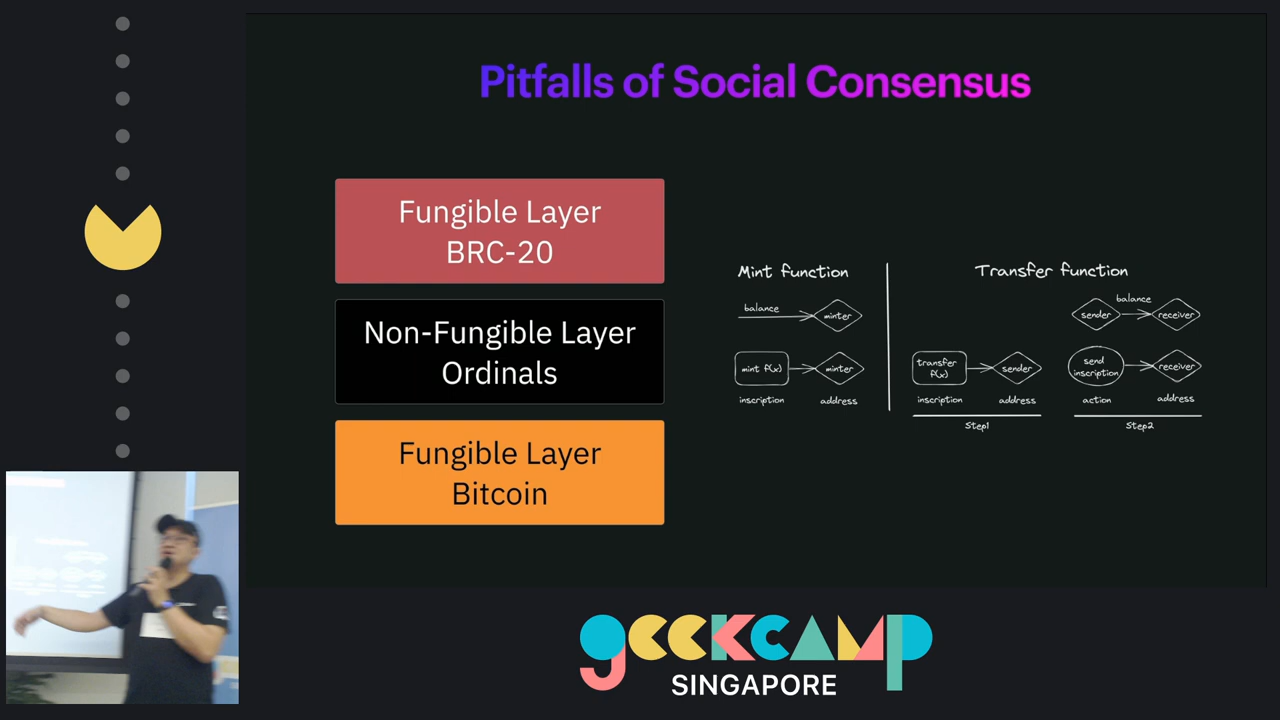 Pitfalls of Social Consensus
Fungible Layer
BRC-20
Non-Fungible Layer
Ordinals
Fungible Layer
Bitcoin
Mint function
balance
minter
mint f(x)
minter
inscription
address
Transfer function
balance
sender
receiver
transfer
f(x)
sender
send
inscription
receiver
inscription
address
action
address
Step1
Step2
geekcamp
SINGAPORE